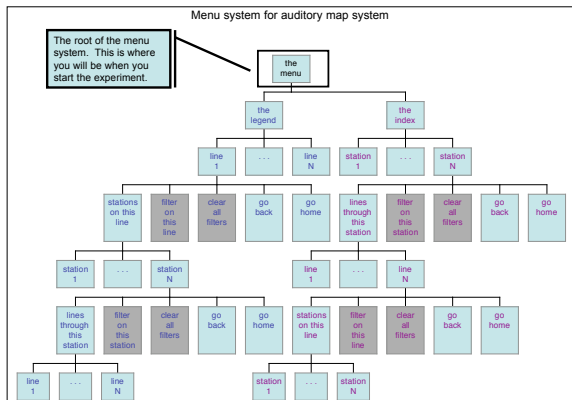 Menu system for auditory map system
The root of the menu
system. This is where
you will be when you
start the experiment.
the
menu
the
legend
the
index
line
1
. . .
line
N
station
1
. . .
station
N
stations
on this
line
filter
on
this
line
clear
all
filters
go
back
go
home
lines
through
this
station
filter
on
this
station
clear
all
filters
go
back
go
home
station
1
. . .
station
N
line
1
. . .
line
N
lines
through
this
station
filter
on
this
station
clear
all
filters
go
back
go
home
stations
on this
line
filter
on
this
line
clear
all
filters
go
back
go
home
line
1
. . .
line
N
station
1
. . .
station
N